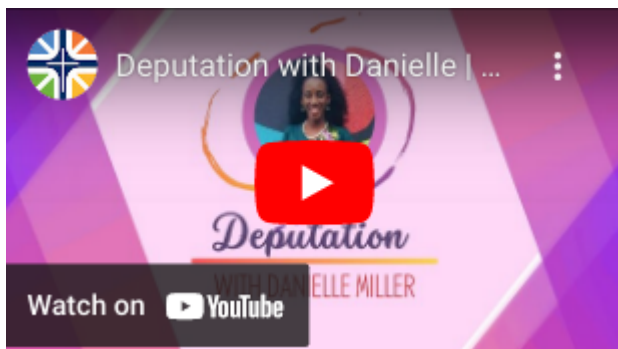 Deputation with Danielle | ...
Deputation
WITH DANIELLE MILLER
Watch on YouTube